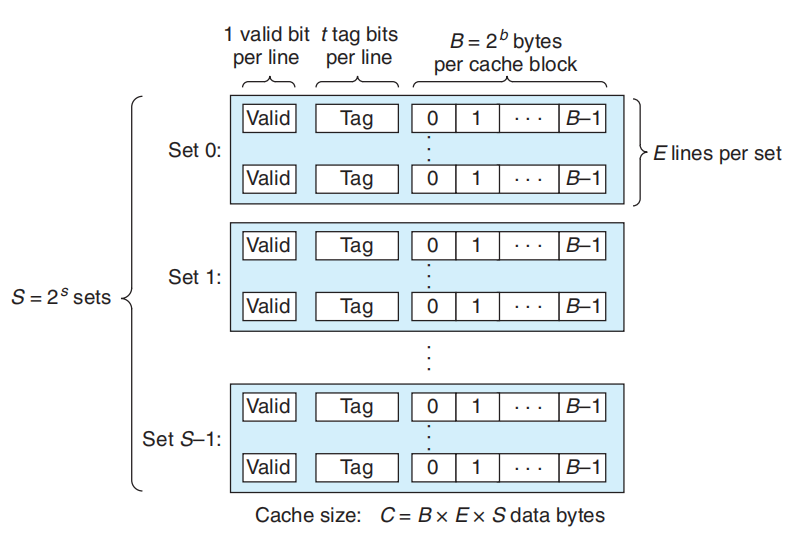 1 valid bit per line
t tag bits per line
B = 2^b bytes per cache block
Set 0:
Valid Tag 0 1 · · · B–1
Valid Tag 0 1 · · · B–1
E lines per set
Set 1:
Valid Tag 0 1 · · · B–1
Valid Tag 0 1 · · · B–1
S = 2^s sets
Set S–1:
Valid Tag 0 1 · · · B–1
Valid Tag 0 1 · · · B–1
Cache size: C = B × E × S data bytes